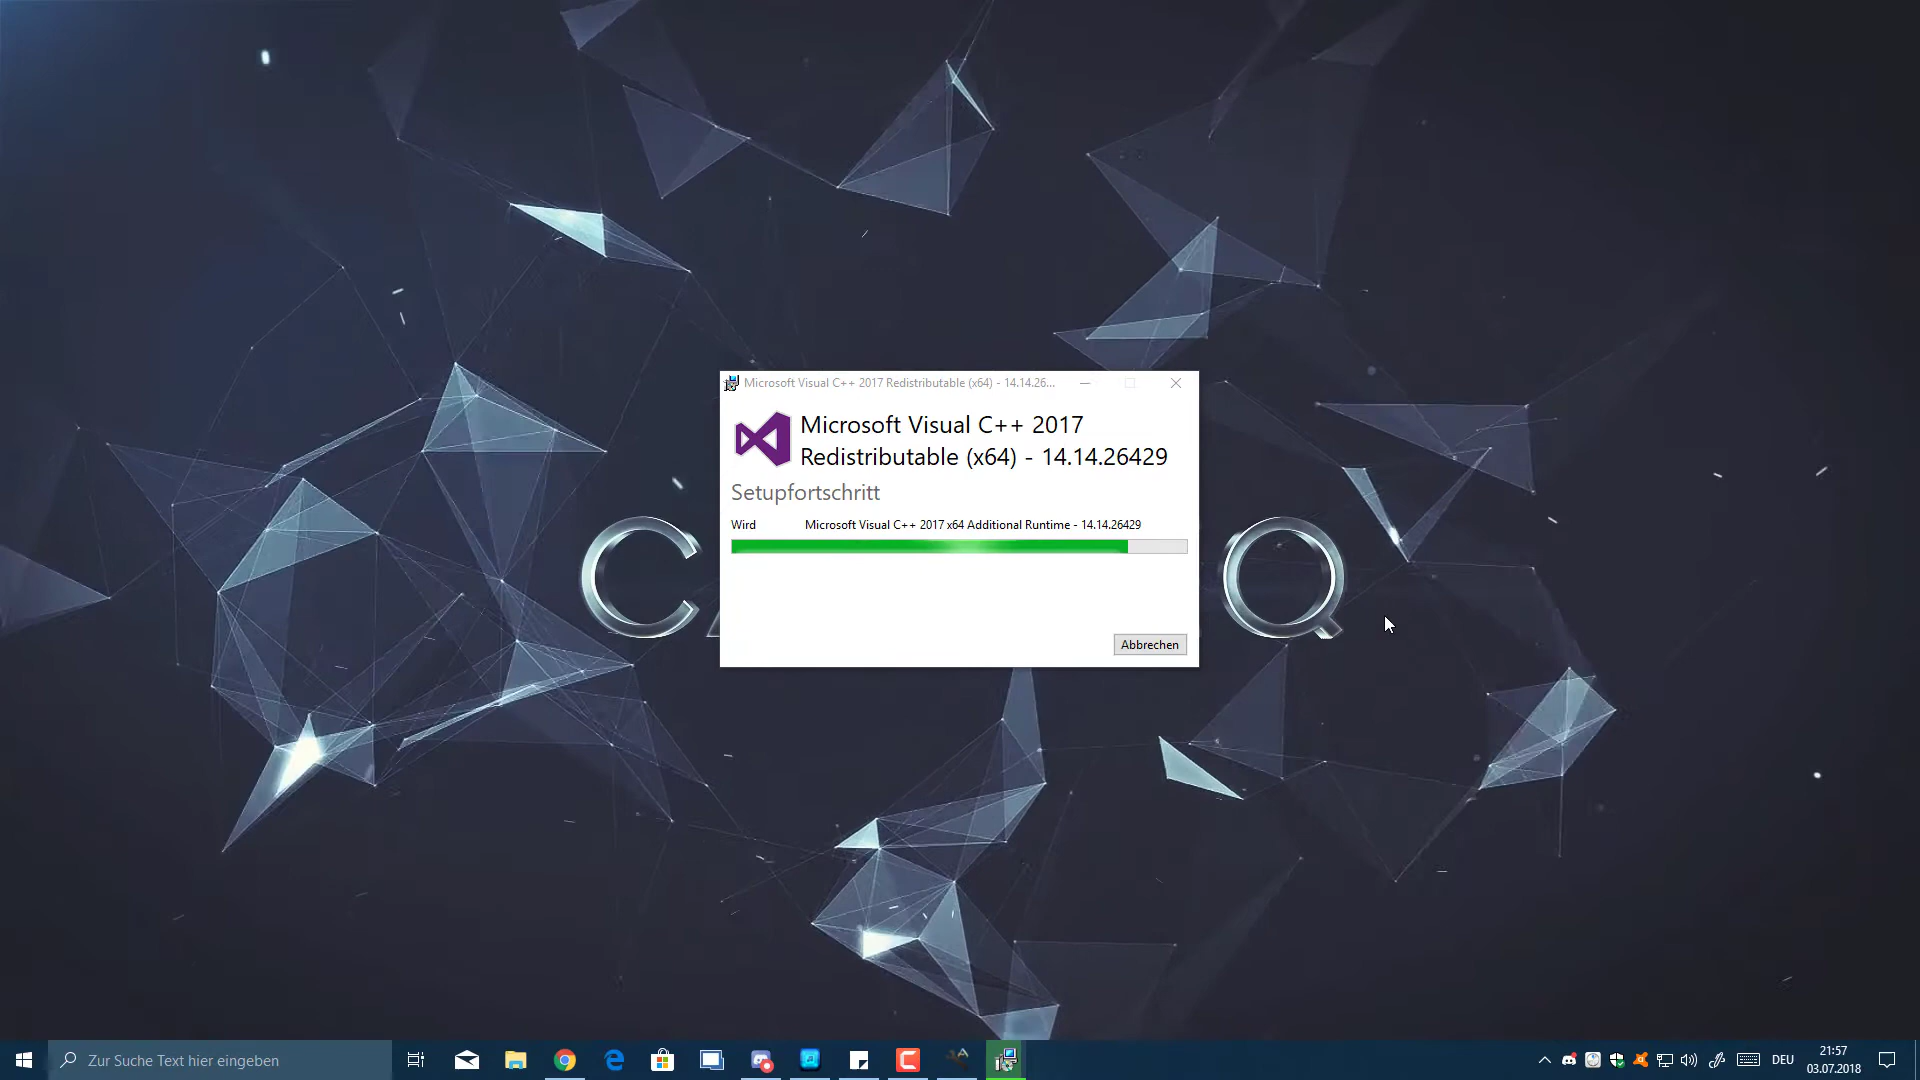 Microsoft Visual C++ 2017 Redistributable (x64) - 14.14.26...
Microsoft Visual C++ 2017
Redistributable (x64) - 14.14.26429
Setupfortschritt
Wird Microsoft Visual C++ 2017 x64 Additional Runtime - 14.14.26429
C
Q
Abbrechen
Zur Suche Text hier eingeben
DEU
21:57
03.07.2018